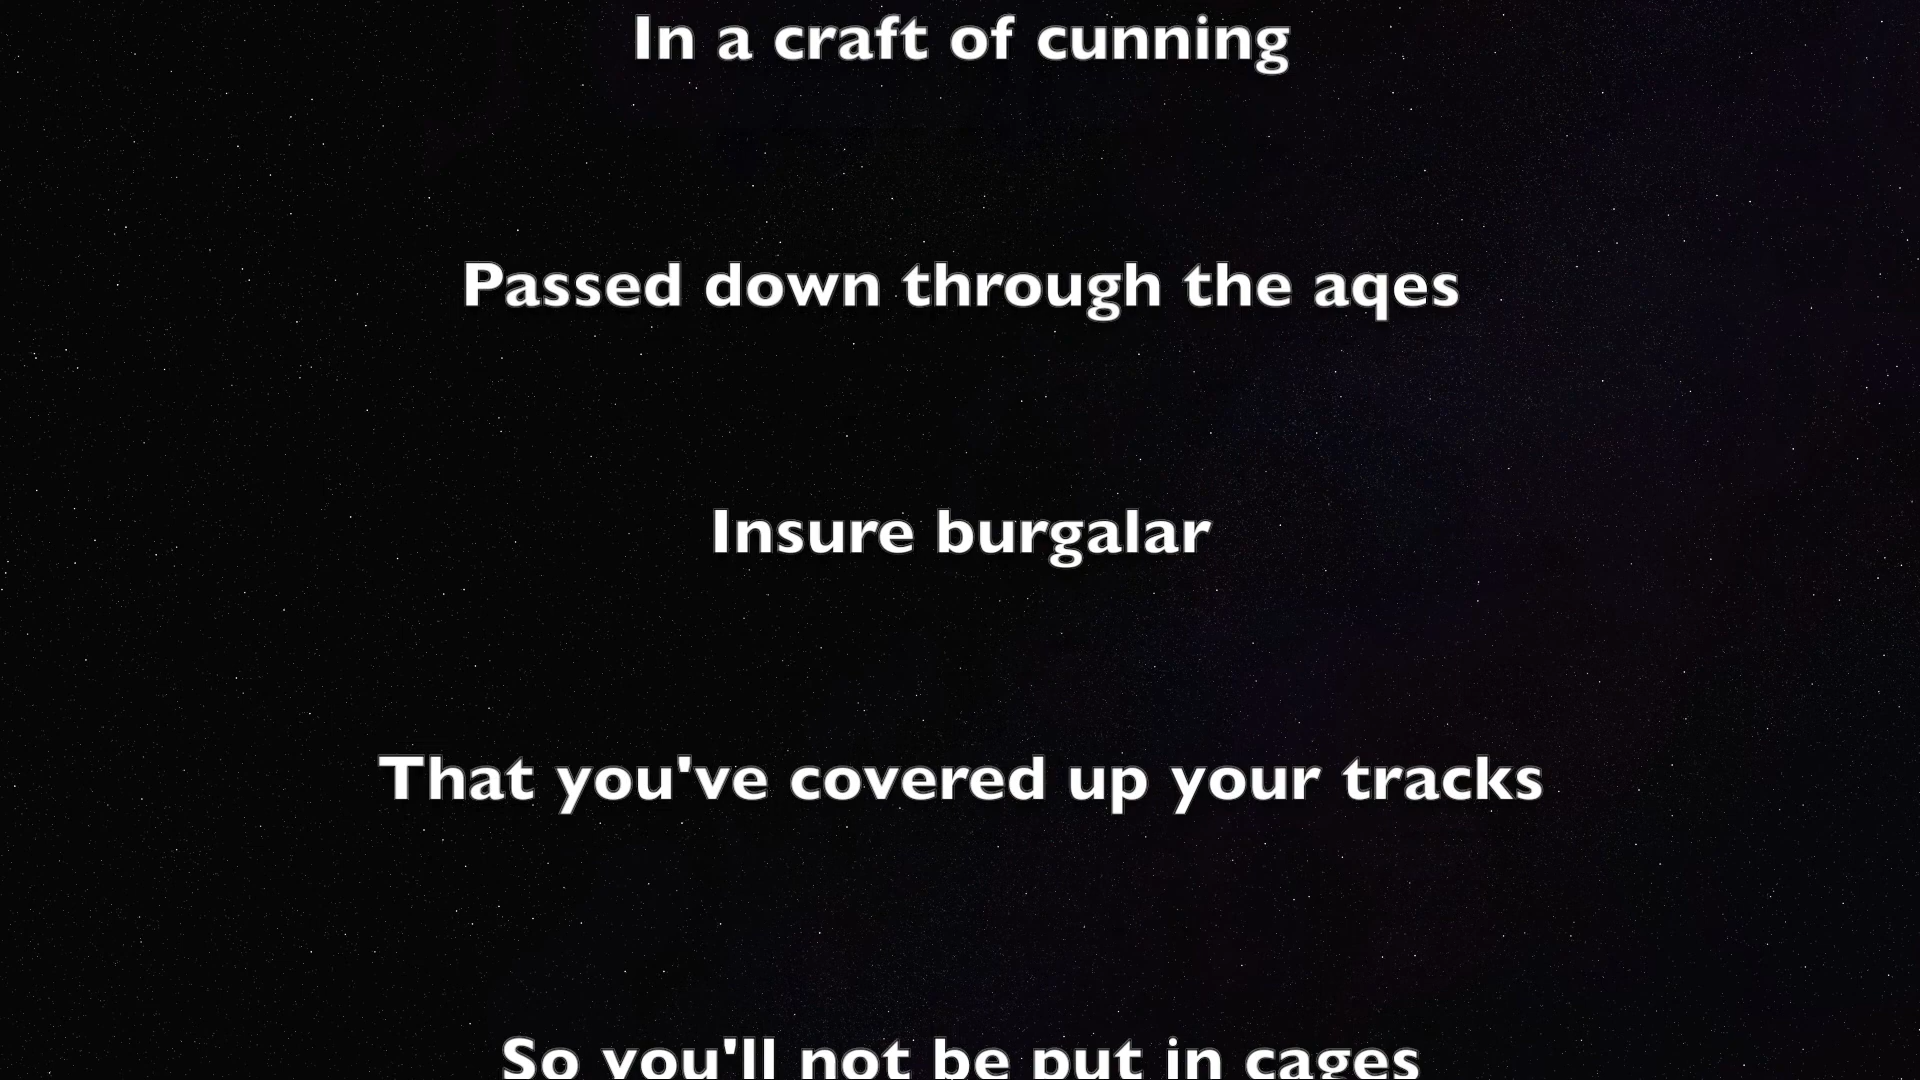 In a craft of cunning
Passed down through the aqes
Insure burgalar
That you've covered up your tracks
So you'll not be put in cages